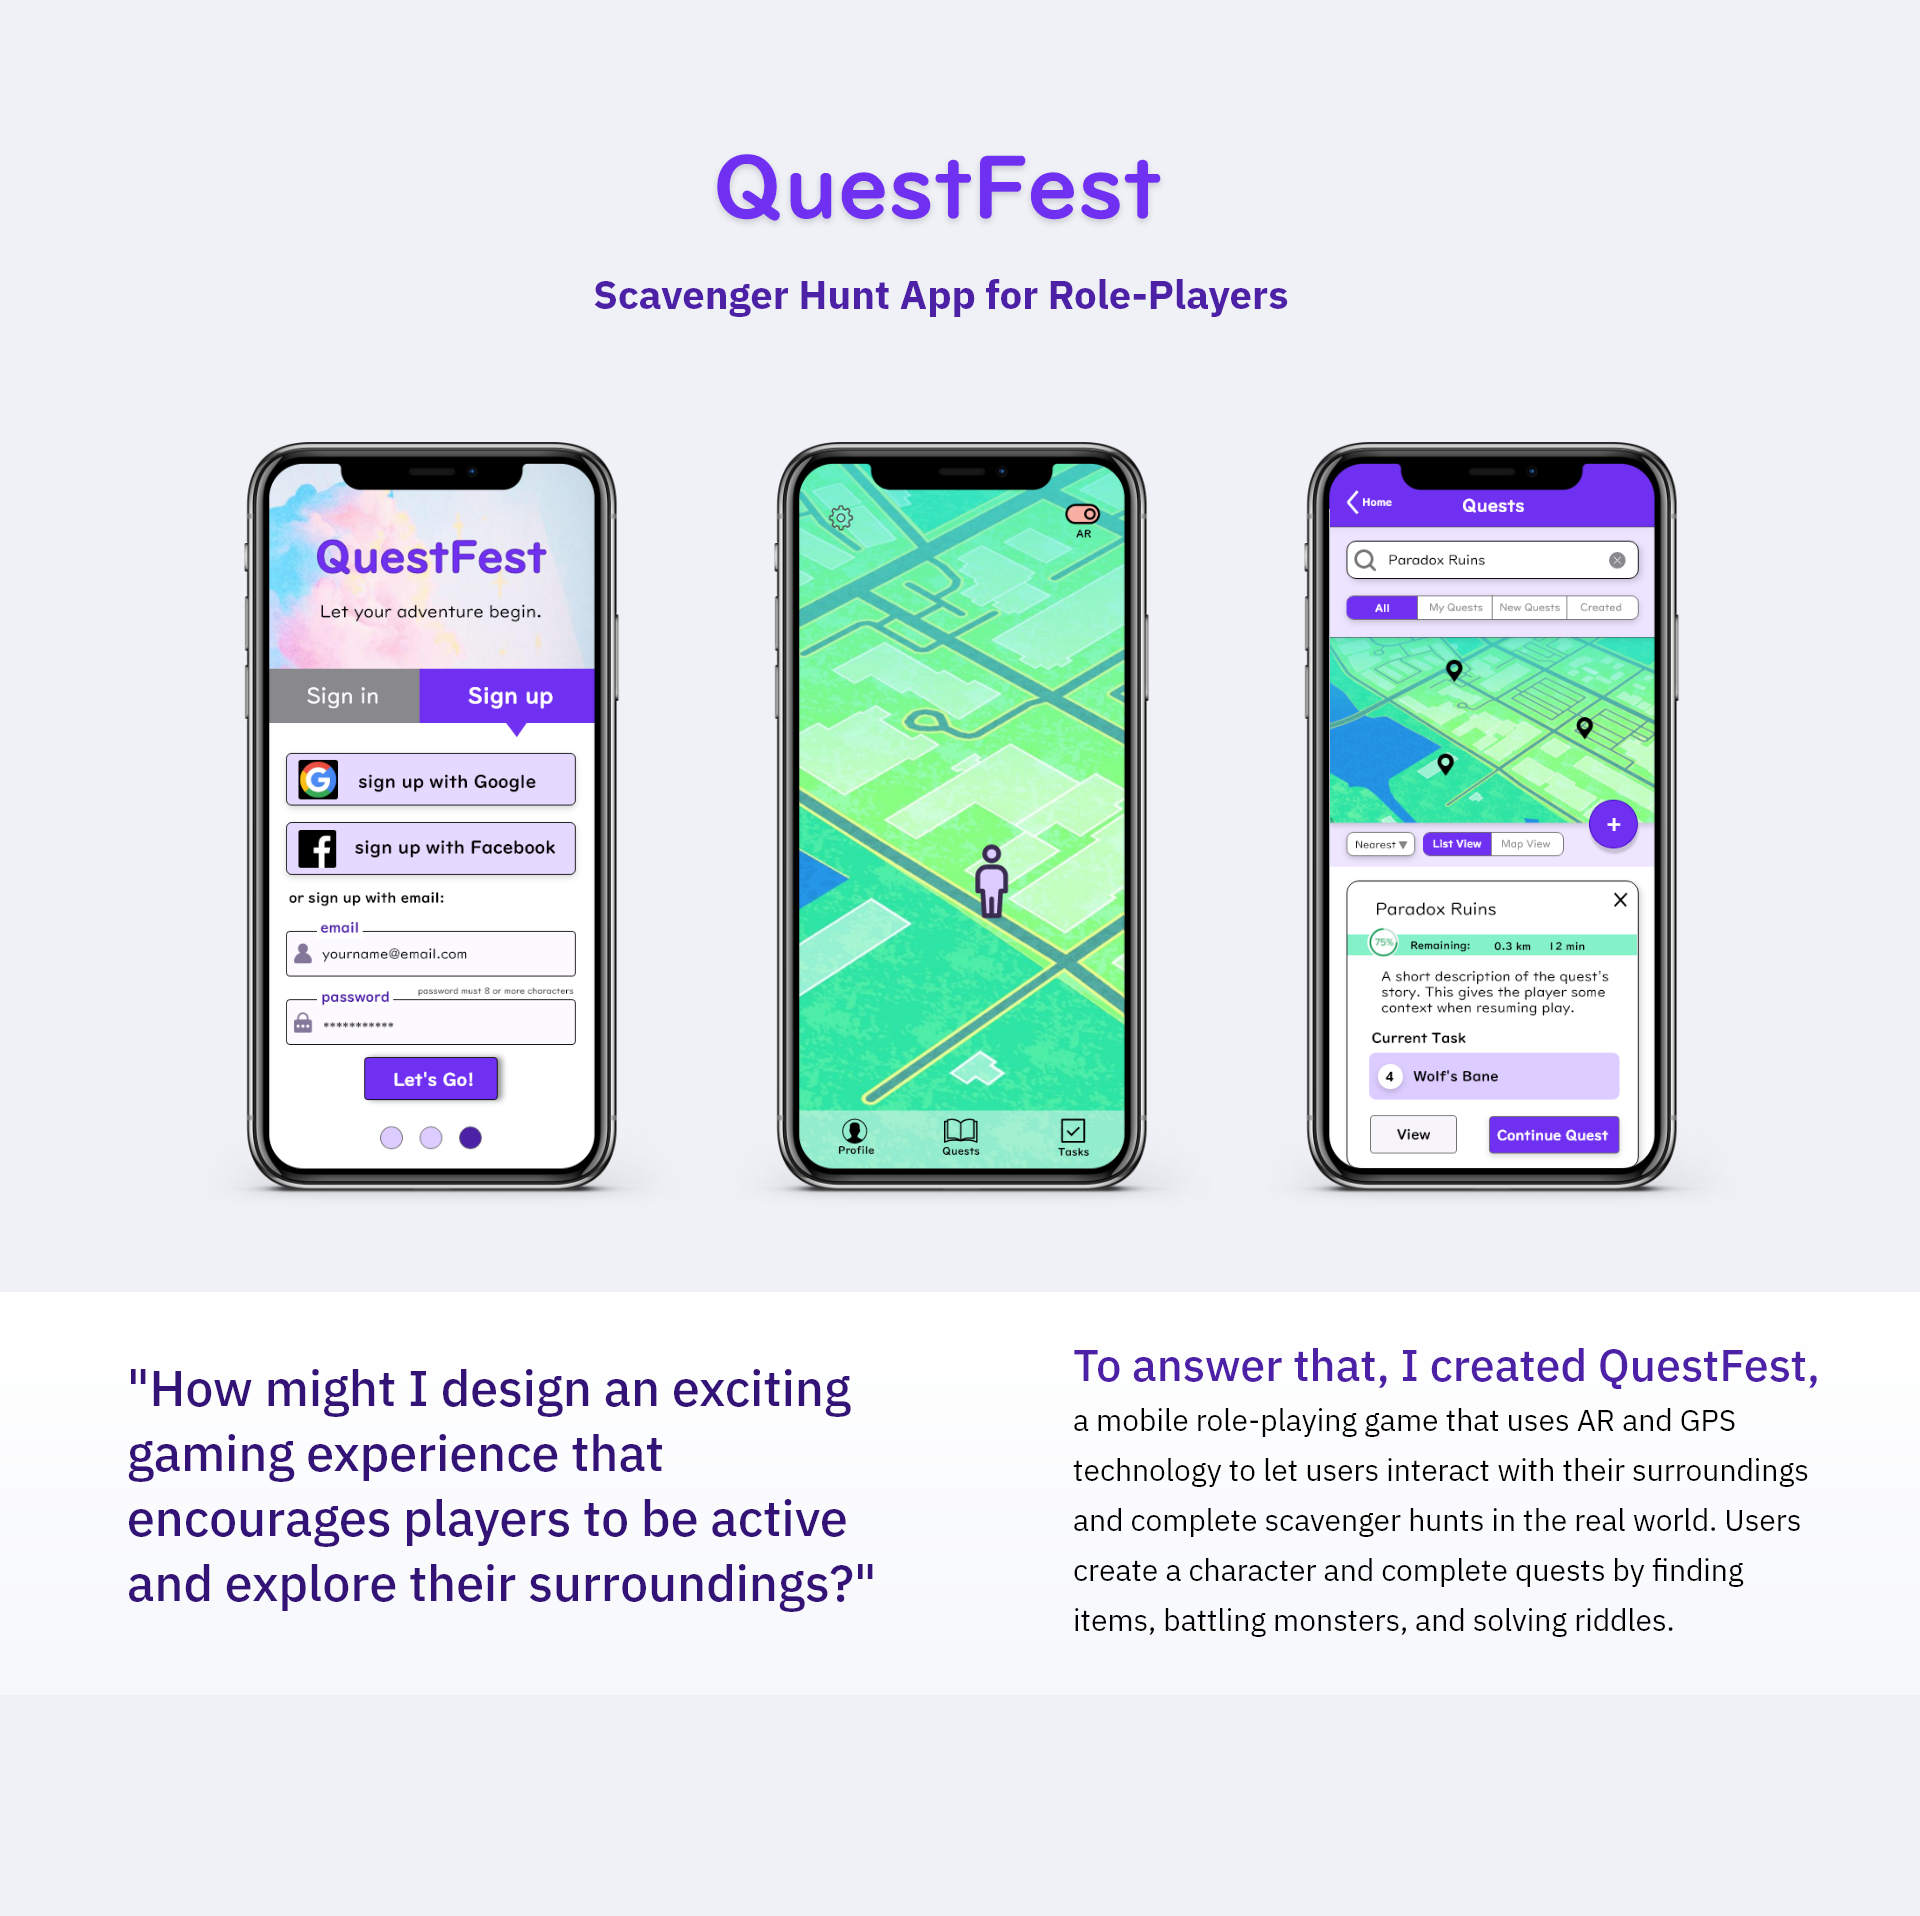 QuestFest
Scavenger Hunt App for Role-Players
QuestFest
Let your adventure begin.
Sign in
Sign up
sign up with Google
sign up with Facebook
or sign up with email:
email
yourname@email.com
password
password must 8 or more characters
***********
Let's Go!
AR
Profile
Quests
Tasks
Home
Quests
Paradox Ruins
All
My Quests
New Quests
Created
+
Nearest
List View
Map View
Paradox Ruins
75%
Remaining: 0.3 km 12 min
A short description of the quest's
story. This gives the player some
context when resuming play.
Current Task
4 Wolf's Bane
View
Continue Quest
"How might I design an exciting
gaming experience that
encourages players to be active
and explore their surroundings?"
To answer that, I created QuestFest,
a mobile role-playing game that uses AR and GPS
technology to let users interact with their surroundings
and complete scavenger hunts in the real world. Users
create a character and complete quests by finding
items, battling monsters, and solving riddles.